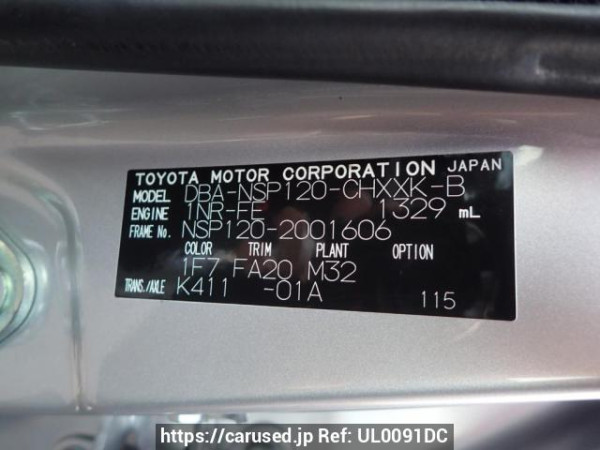 TOYOTA MOTOR CORPORATION JAPAN
MODEL DBA-NSP120-CHXXK-B
ENGINE 1NR-FE 1329 mL
FRAME No. NSP120-2001606
COLOR TRIM PLANT OPTION
1F7 FA20 M32
TRANS./AXLE K411 -01A
115
https://carused.jp Ref: UL0091DC